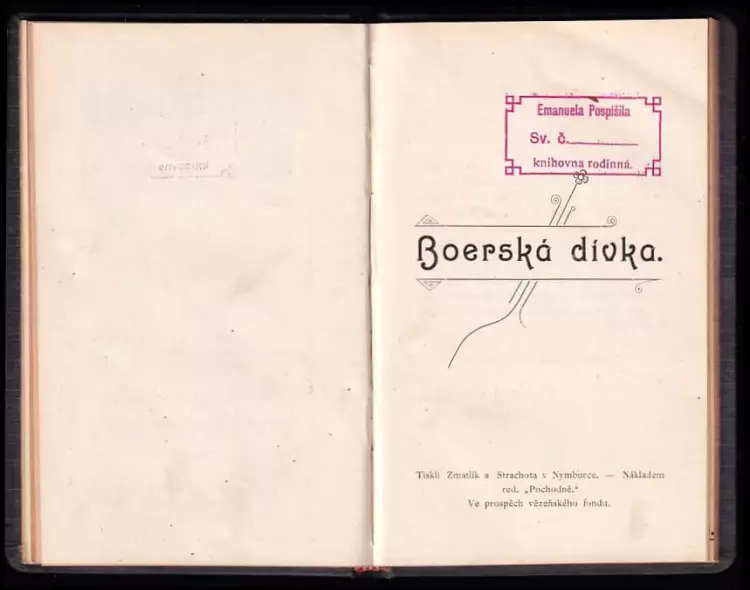 Emanuela Pospíšila
Sv. č.
knihovna rodinná.
Boerská dívka.
Tiskli Zmatlík a Strachota v Nymburce. — Nákladem
red. „Pochodně.“
Ve prospěch vězeňského fondu.